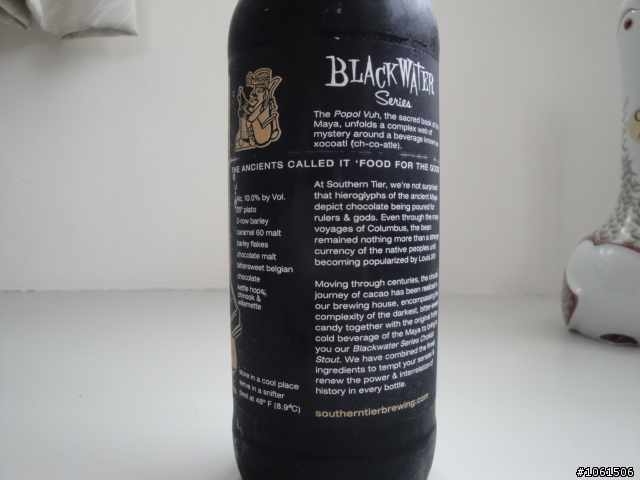 BLACKWATER
Series
The Popol Vuh, the sacred book of the
Maya, unfolds a complex web of
mystery around a beverage known
xocoatl (ch-co-atle).
THE ANCIENTS CALLED IT 'FOOD FOR THE GODS
At Southern Tier, we're not surprised
that hieroglyphs of the ancient Maya
depict chocolate being poured for
rulers & gods. Even through the many
voyages of Columbus, the bean
remained nothing more than a strange
currency of the native peoples until
becoming popularized by Louis
Moving through centuries, the circular
journey of cacao has been realized in
our brewing house, encompassing the
complexity of the darkest, bitter-sweet
candy together with the original
cold beverage of the Maya to bring
you our Blackwater Series
Stout. We have combined the
ingredients to tempt your senses &
renew the power & interrelation of
history in every bottle.
southerntierbrewing.com
Alc. 10.0% by Vol.
25° plato
2-row barley
caramel 60 malt
barley flakes
chocolate malt
bittersweet belgian
chocolate
kettle hops:
chinook &
willamette
store in a cool place
serve in a snifter
best at 48° F (8.9°C)
#1061506